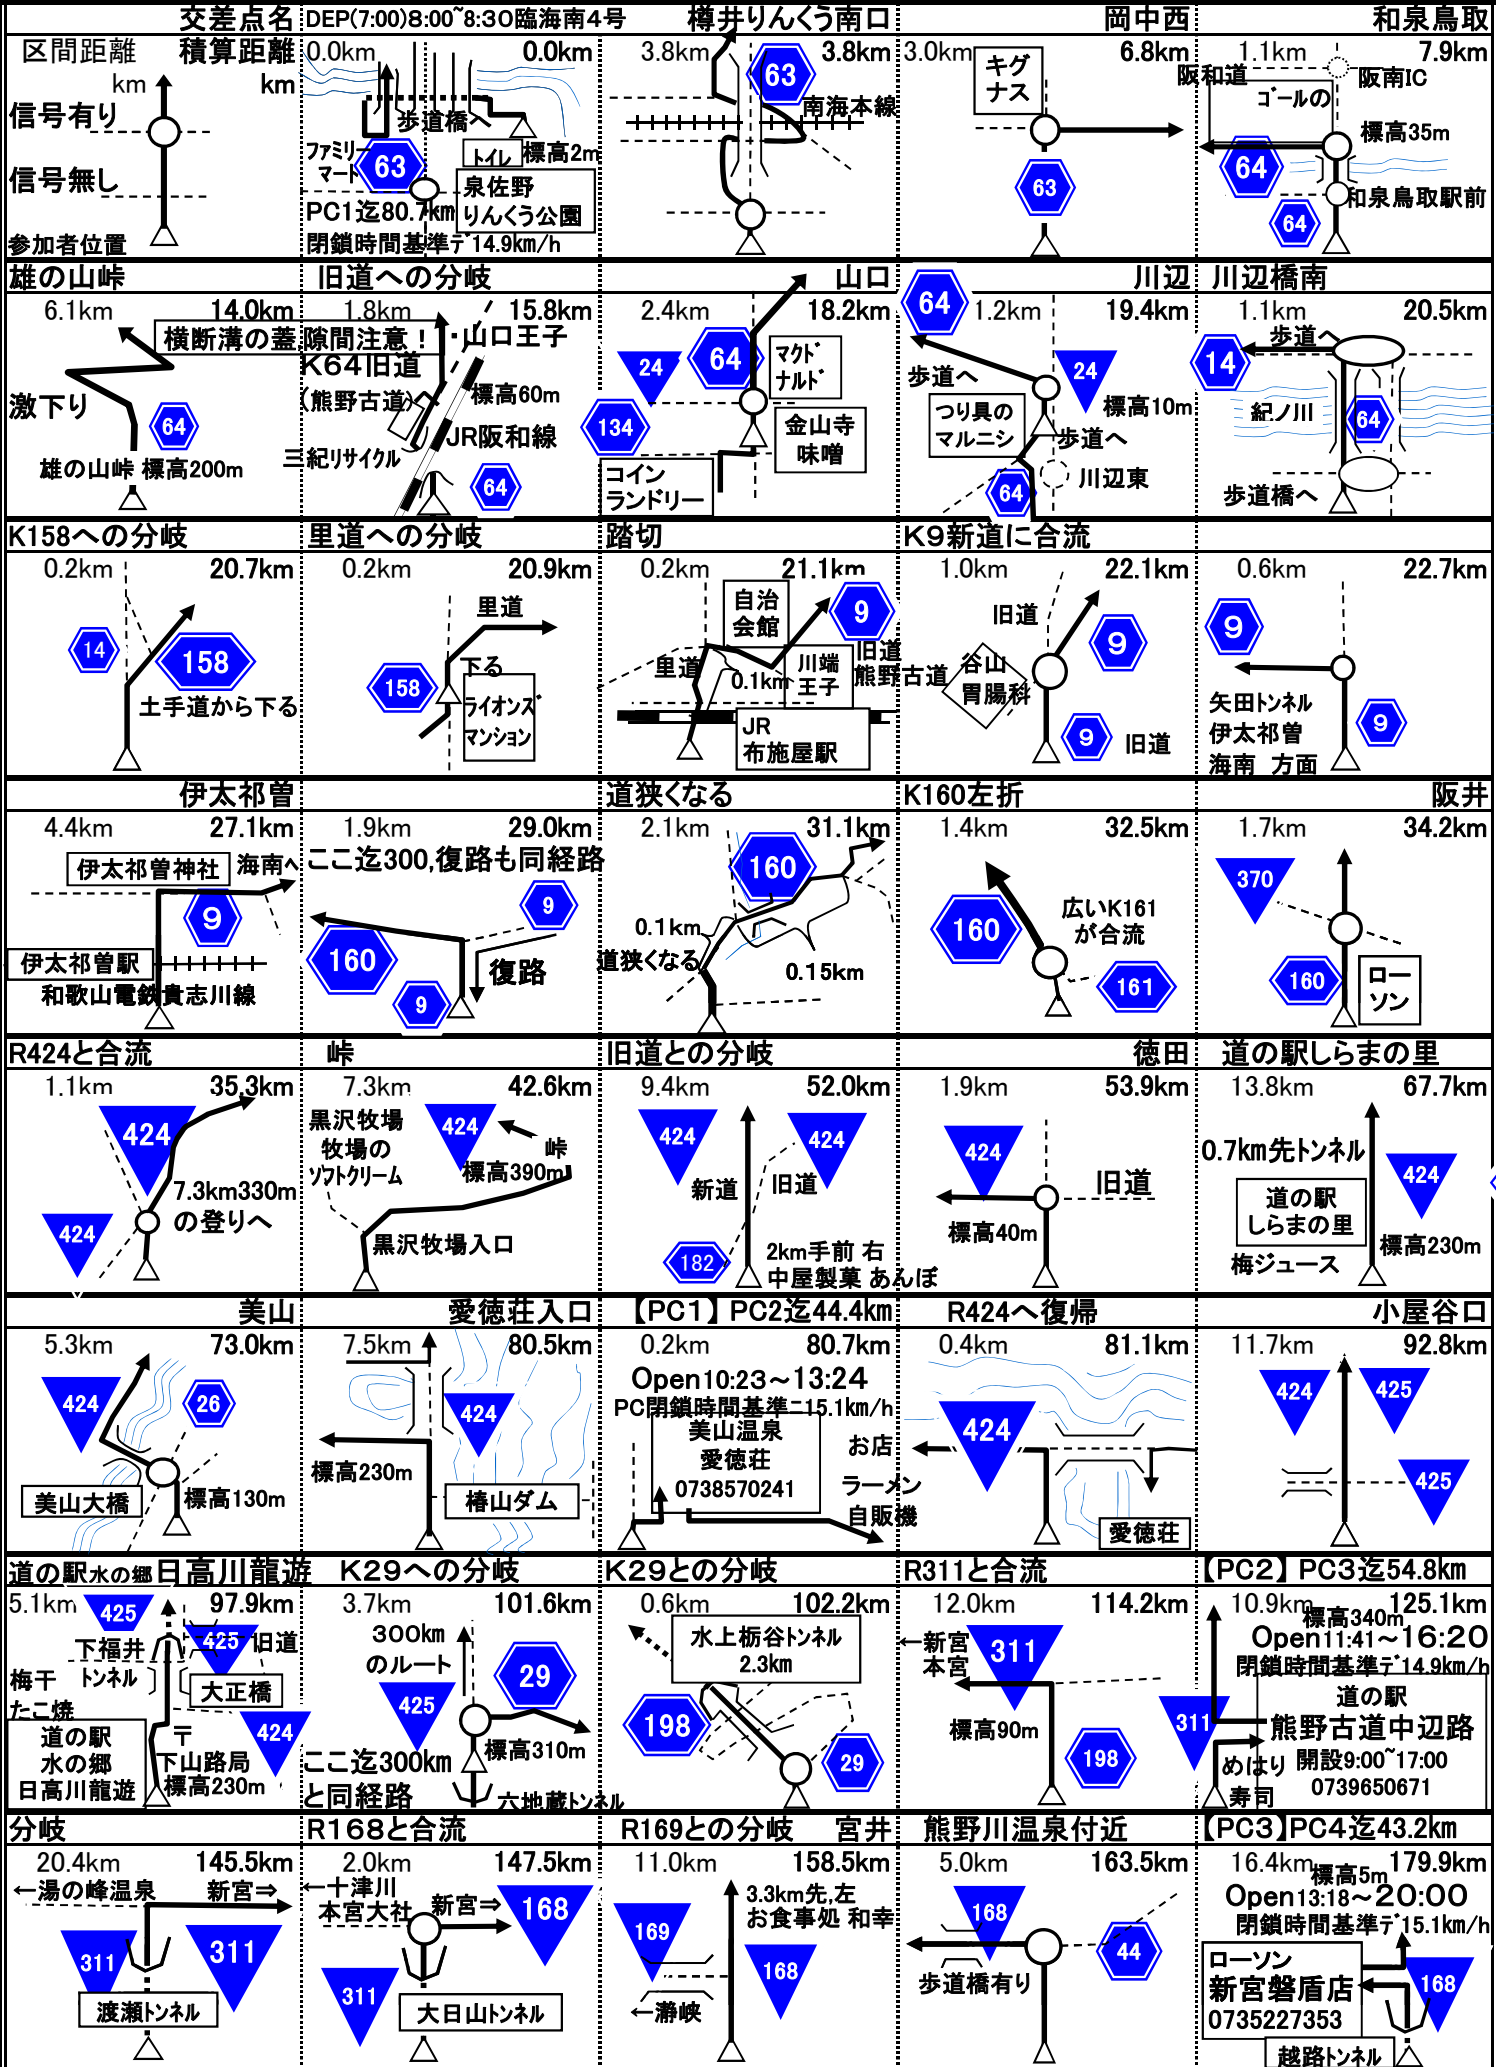 交差点名
区間距離
積算距離
km
km
信号有り
信号無し
参加者位置
DEP(7:00)8:00~8:30臨海南4号
0.0km
0.0km
歩道橋へ
ファミリー
マート
63
トイレ
標高2m
泉佐野
りんくう公園
PC1迄80.7km
閉鎖時間基準ﾃﾞ14.9km/h
樽井りんくう南口
3.8km
3.8km
63
南海本線
岡中西
3.0km
6.8km
キグ
ナス
63
和泉鳥取
1.1km
7.9km
阪和道
阪南IC
ｺﾞｰﾙの
標高35m
64
和泉鳥取駅前
64
雄の山峠
6.1km
14.0km
横断溝の蓋,隙間注意！
激下り
64
雄の山峠 標高200m
旧道への分岐
1.8km
15.8km
・山口王子
K64旧道
(熊野古道)
標高60m
JR阪和線
三紀リサイクル
64
山口
2.4km
18.2km
24
64
マクド
ナルド
134
金山寺
味噌
コイン
ランドリー
川辺
64
1.2km
19.4km
歩道へ
24
標高10m
つり具の
マルニシ
歩道へ
川辺東
64
川辺橋南
1.1km
20.5km
歩道へ
14
紀ノ川
64
歩道橋へ
K158への分岐
0.2km
20.7km
14
158
土手道から下る
里道への分岐
0.2km
20.9km
里道
下る
158
ライオンズ
マンション
踏切
0.2km
21.1km
自治
会館
9
旧道
熊野古道
里道
0.1km
川端
王子
JR
布施屋駅
K9新道に合流
1.0km
22.1km
旧道
9
谷山
胃腸科
9
旧道
0.6km
22.7km
9
矢田トンネル
伊太祁曽
海南 方面
9
伊太祁曽
4.4km
27.1km
伊太祁曽神社
海南へ
9
伊太祁曽駅
和歌山電鉄貴志川線
1.9km
29.0km
ここ迄300,復路も同経路
9
160
復路
9
道狭くなる
2.1km
31.1km
160
0.1km
道狭くなる
0.15km
K160左折
1.4km
32.5km
160
広いK161
が合流
161
阪井
1.7km
34.2km
370
160
ロー
ソン
R424と合流
1.1km
35.3km
424
7.3km330m
の登りへ
424
峠
7.3km
42.6km
黒沢牧場
牧場の
ソフトクリーム
424
峠
標高390m
黒沢牧場入口
旧道との分岐
9.4km
52.0km
424
424
新道
旧道
182
2km手前 右
中屋製菓 あんぽ
徳田
1.9km
53.9km
424
旧道
標高40m
道の駅しらまの里
13.8km
67.7km
0.7km先トンネル
424
道の駅
しらまの里
標高230m
梅ジュース
美山
5.3km
73.0km
424
26
美山大橋
標高130m
愛徳荘入口
7.5km
80.5km
424
標高230m
椿山ダム
【PC1】 PC2迄44.4km
0.2km
80.7km
Open10:23～13:24
PC閉鎖時間基準ﾆ15.1km/h
美山温泉
愛徳荘
0738570241
お店
ラーメン
自販機
R424へ復帰
0.4km
81.1km
424
愛徳荘
小屋谷口
11.7km
92.8km
424
425
425
道の駅水の郷日高川龍遊
5.1km
97.9km
425
下福井
トンネル
425
旧道
梅干
たこ焼
大正橋
道の駅
水の郷
日高川龍遊
〒
下山路局
標高230m
424
K29への分岐
3.7km
101.6km
300km
のルート
29
425
ここ迄300km
と同経路
標高310m
六地蔵トンネル
K29との分岐
0.6km
102.2km
水上栃谷トンネル
2.3km
198
29
R311と合流
12.0km
114.2km
←新宮
本宮
311
標高90m
198
【PC2】 PC3迄54.8km
10.9km
125.1km
標高340m
Open11:41～16:20
閉鎖時間基準ﾃﾞ14.9km/h
道の駅
熊野古道中辺路
開設9:00~17:00
0739650671
311
めはり
寿司
分岐
20.4km
145.5km
←湯の峰温泉
新宮⇒
311
311
渡瀬トンネル
R168と合流
2.0km
147.5km
←十津川
本宮大社
新宮⇒
168
311
大日山トンネル
R169との分岐 宮井
11.0km
158.5km
3.3km先,左
お食事処 和幸
169
168
←瀞峡
熊野川温泉付近
5.0km
163.5km
168
44
歩道橋有り
【PC3】PC4迄43.2km
16.4km
179.9km
標高5m
Open13:18～20:00
閉鎖時間基準ﾃﾞ15.1km/h
ローソン
新宮磐盾店
0735227353
168
越路トンネル